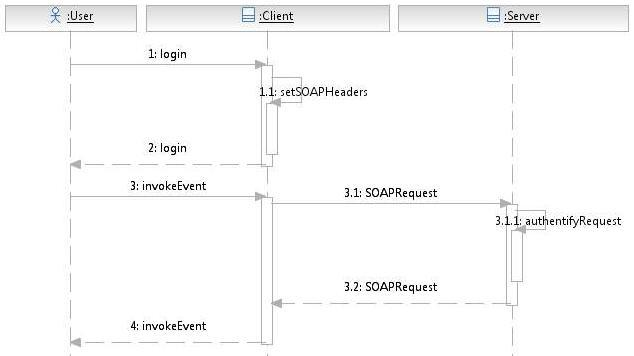 :User
:Client
:Server
1: login
1.1: setSOAPHeaders
2: login
3: invokeEvent
3.1: SOAPRequest
3.1.1: authentifyRequest
3.2: SOAPRequest
4: invokeEvent